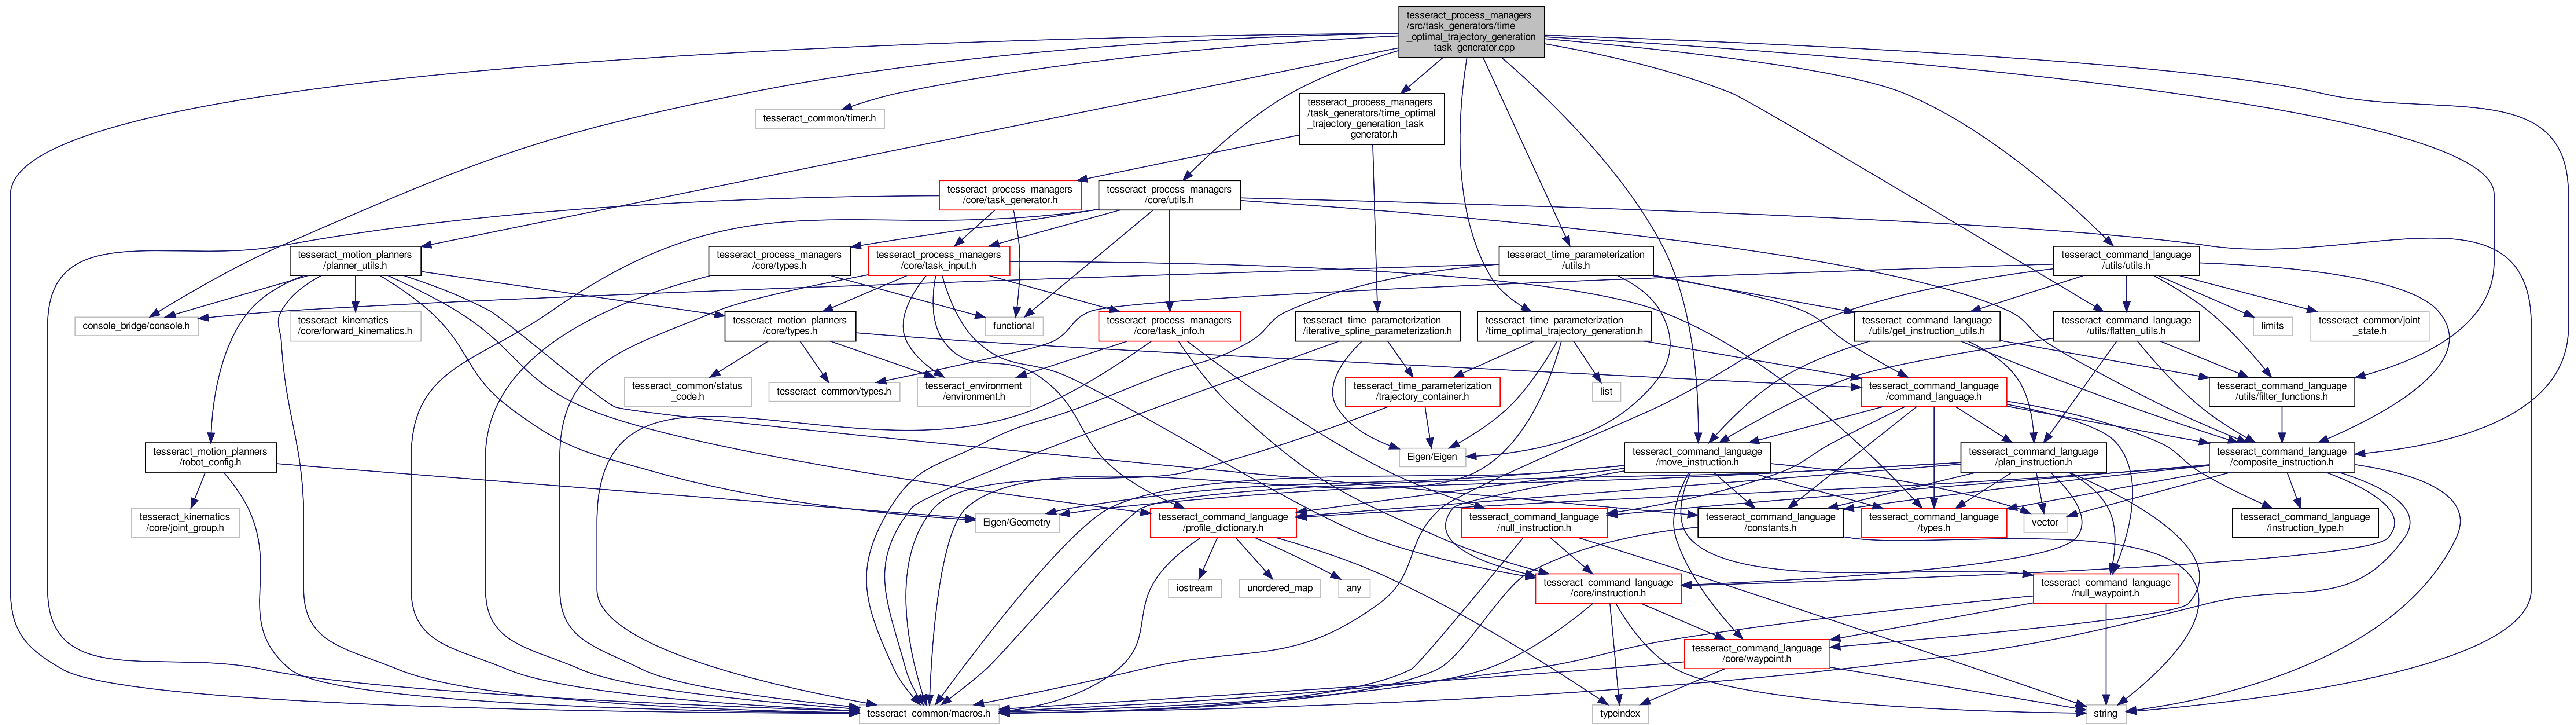 tesseract_process_managers
/src/task_generators/time
_optimal_trajectory_generation
_task_generator.cpp
tesseract_common/timer.h
tesseract_process_managers
/task_generators/time_optimal
_trajectory_generation_task
_generator.h
tesseract_process_managers
/core/task_generator.h
tesseract_process_managers
/core/utils.h
tesseract_motion_planners
/planner_utils.h
tesseract_process_managers
/core/types.h
tesseract_process_managers
/core/task_input.h
tesseract_time_parameterization
/utils.h
tesseract_command_language
/utils/utils.h
console_bridge/console.h
tesseract_kinematics
/core/forward_kinematics.h
tesseract_motion_planners
/core/types.h
functional
tesseract_process_managers
/core/task_info.h
tesseract_time_parameterization
/iterative_spline_parameterization.h
tesseract_time_parameterization
/time_optimal_trajectory_generation.h
tesseract_command_language
/utils/get_instruction_utils.h
tesseract_command_language
/utils/flatten_utils.h
limits
tesseract_common/joint
_state.h
tesseract_common/status
_code.h
tesseract_common/types.h
tesseract_environment
/environment.h
tesseract_time_parameterization
/trajectory_container.h
list
tesseract_command_language
/command_language.h
tesseract_command_language
/utils/filter_functions.h
tesseract_motion_planners
/robot_config.h
Eigen/Eigen
tesseract_command_language
/move_instruction.h
tesseract_command_language
/plan_instruction.h
tesseract_command_language
/composite_instruction.h
tesseract_kinematics
/core/joint_group.h
Eigen/Geometry
tesseract_command_language
/profile_dictionary.h
tesseract_command_language
/null_instruction.h
tesseract_command_language
/constants.h
tesseract_command_language
/types.h
vector
tesseract_command_language
/instruction_type.h
iostream
unordered_map
any
tesseract_command_language
/core/instruction.h
tesseract_command_language
/null_waypoint.h
tesseract_command_language
/core/waypoint.h
tesseract_common/macros.h
typeindex
string